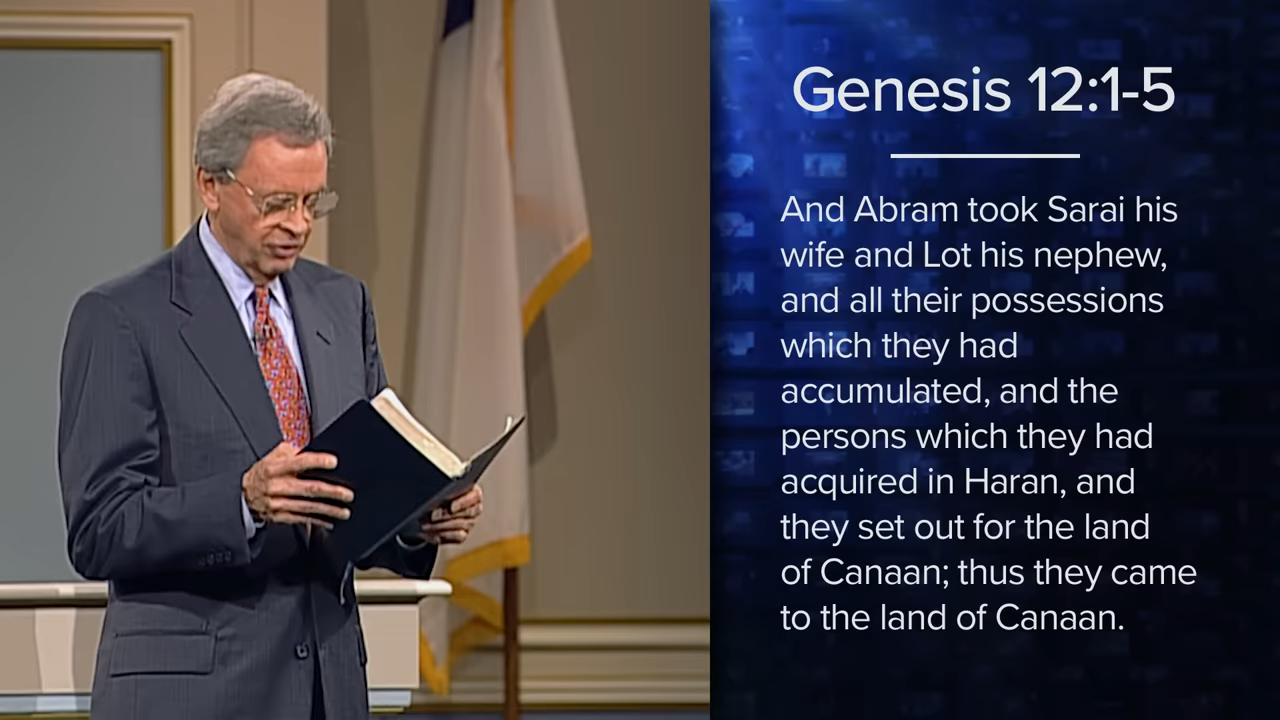 Genesis 12:1-5
And Abram took Sarai his
wife and Lot his nephew,
and all their possessions
which they had
accumulated, and the
persons which they had
acquired in Haran, and
they set out for the land
of Canaan; thus they came
to the land of Canaan.